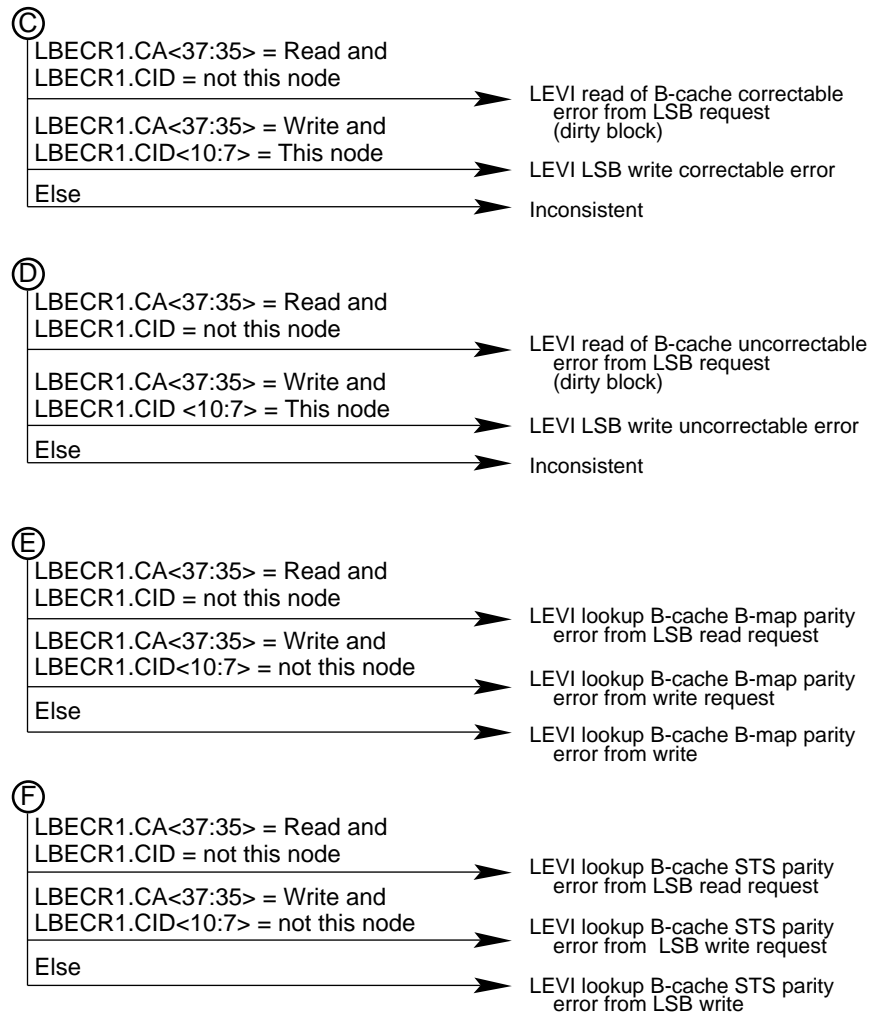 C
LBECR1.CA<37:35> = Read and
LBECR1.CID = not this node
LEVI read of B-cache correctable
error from LSB request
(dirty block)
LBECR1.CA<37:35> = Write and
LBECR1.CID<10:7> = This node
LEVI LSB write correctable error
Else
Inconsistent
D
LBECR1.CA<37:35> = Read and
LBECR1.CID = not this node
LEVI read of B-cache uncorrectable
error from LSB request
(dirty block)
LBECR1.CA<37:35> = Write and
LBECR1.CID <10:7> = This node
LEVI LSB write uncorrectable error
Else
Inconsistent
E
LBECR1.CA<37:35> = Read and
LBECR1.CID = not this node
LEVI lookup B-cache B-map parity
error from LSB read request
LBECR1.CA<37:35> = Write and
LBECR1.CID<10:7> = not this node
LEVI lookup B-cache B-map parity
error from write request
Else
LEVI lookup B-cache B-map parity
error from write
F
LBECR1.CA<37:35> = Read and
LBECR1.CID = not this node
LEVI lookup B-cache STS parity
error from LSB read request
LBECR1.CA<37:35> = Write and
LBECR1.CID<10:7> = not this node
LEVI lookup B-cache STS parity
error from  LSB write request
Else
LEVI lookup B-cache STS parity
error from LSB write